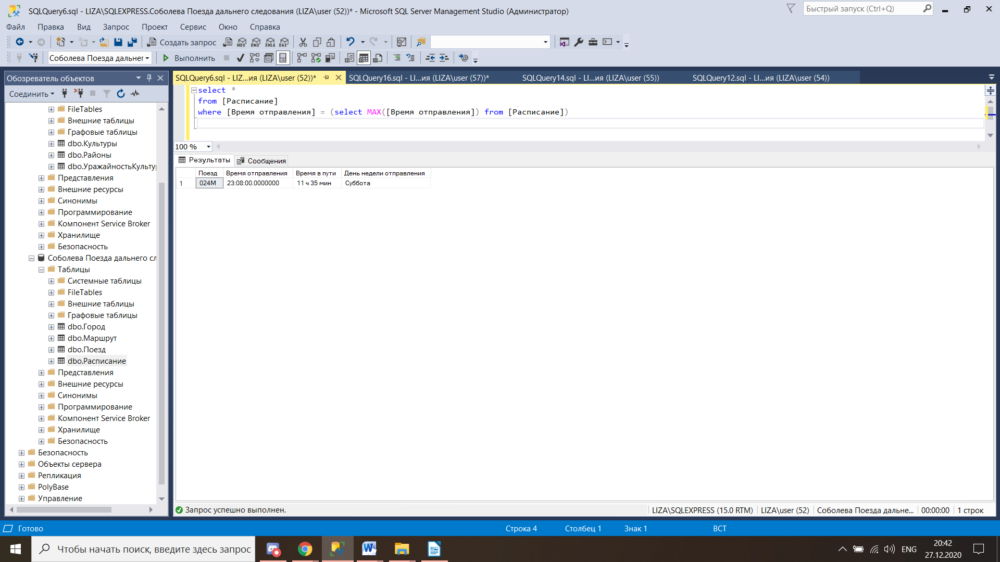 SQLQuery6.sql - LIZA\SQLEXPRESS.Соболева Поезда дальнего следования (LIZA\user (52))* - Microsoft SQL Server Management Studio (Администратор)
Быстрый запуск (Ctrl+Q)
Файл Правка Вид Запрос Проект Сервис Окно Справка
Создать запрос MDX DMX XMLA DAX
Соболева Поезда дальнег Выполнить
Обозреватель объектов
Соединить
FileTables
Внешние таблицы
Графовые таблицы
dbo.Культуры
dbo.Районы
dbo.УражайностьКульту
Представления
Внешние ресурсы
Синонимы
Программирование
Компонент Service Broker
Хранилище
Безопасность
Соболева Поезда дальнего сл
Таблицы
Системные таблицы
FileTables
Внешние таблицы
Графовые таблицы
dbo.Город
dbo.Маршрут
dbo.Поезд
dbo.Расписание
Представления
Внешние ресурсы
Синонимы
Программирование
Компонент Service Broker
Хранилище
Безопасность
Безопасность
Объекты сервера
Репликация
PolyBase
Управление
SQLQuery6.sql - LIZ...ия (LIZA\user (52))* SQLQuery16.sql - LI...ия (LIZA\user (57))* SQLQuery14.sql - LI...ия (LIZA\user (55)) SQLQuery12.sql - LI...ия (LIZA\user (54))
select *
from [Расписание]
where [Время отправления] = (select MAX([Время отправления]) from [Расписание])
100 %
Результаты Сообщения
Поезд Время отправления Время в пути День недели отправления
1 024М 23:08:00.0000000 11 ч 35 мин Суббота
Запрос успешно выполнен. LIZA\SQLEXPRESS (15.0 RTM) LIZA\user (52) Соболева Поезда дальне... 00:00:00 1 строк
Готово Строка 4 Столбец 1 Знак 1 ВСТ
Чтобы начать поиск, введите здесь запрос
ENG
20:42
27.12.2020